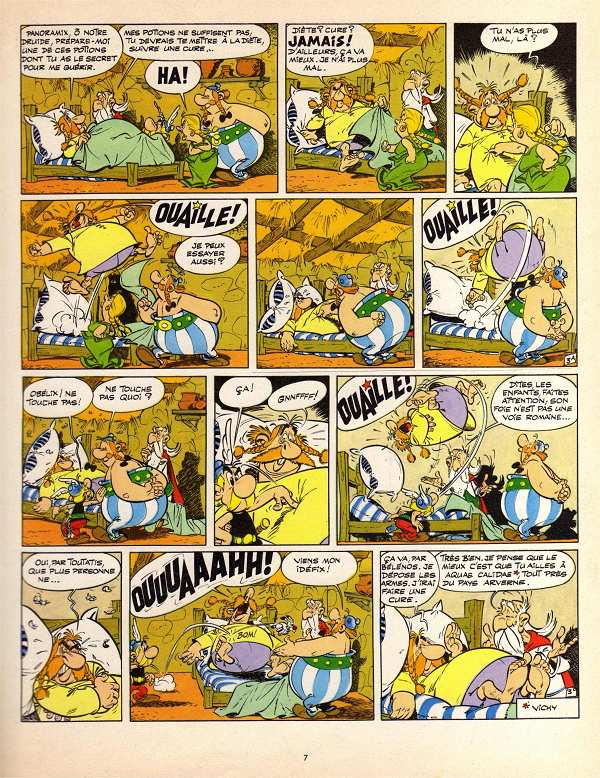 PANORAMIX, Ô NOTRE
DRUIDE, PRÉPARE-MOI
UNE DE CES POTIONS
DONT TU AS LE SECRET
POUR ME GUÉRIR.
MES POTIONS NE SUFFISENT PAS,
TU DEVRAIS TE METTRE À LA DIÈTE,
SUIVRE UNE CURE...
HA!
DIÈTE? CURE?
JAMAIS!
D'AILLEURS, ÇA VA
MIEUX. JE N'AI PLUS
MAL.
TU N'AS PLUS
MAL, LÀ?
OUAÏLLE!
JE PEUX
ESSAYER
AUSSI?
OUAÏLLE!
3A
OBÉLIX! NE
TOUCHE PAS!
NE TOUCHE
PAS QUOI?
ÇA!
GNNFFFF!
OUAÏLLE!
DITES, LES
ENFANTS, FAITES
ATTENTION; SON
FOIE N'EST PAS UNE
VOIE ROMAINE...
OUI, PAR TOUTATIS,
QUE PLUS PERSONNE
NE...
OUUUAAAHH!
VIENS MON
IDÉFIX!
BOM!
ÇA VA, PAR
BÉLÉNOS. JE
DÉPOSE LES
ARMES. J'IRAI
FAIRE UNE
CURE.
TRÈS BIEN. JE PENSE QUE LE
MIEUX C'EST QUE TU AILLES À
AQUAE CALIDAE*, TOUT PRÈS
DU PAYS ARVERNE.
* VICHY
7